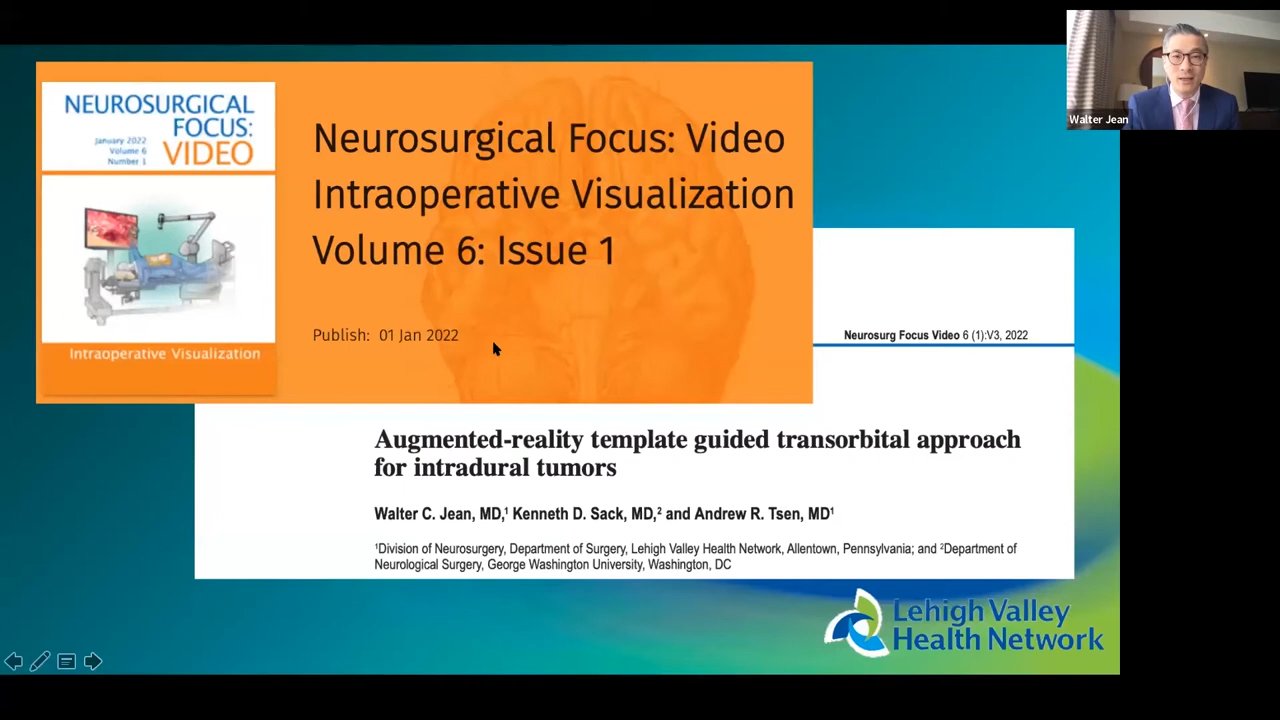 Walter Jean
NEUROSURGICAL
FOCUS:
VIDEO
January 2022
Volume 6
Number 1
Intraoperative Visualization
Neurosurgical Focus: Video
Intraoperative Visualization
Volume 6: Issue 1
Publish: 01 Jan 2022
Neurosurg Focus Video 6 (1):V3, 2022
Augmented-reality template guided transorbital approach
for intradural tumors
Walter C. Jean, MD,¹ Kenneth D. Sack, MD,² and Andrew R. Tsen, MD¹
¹Division of Neurosurgery, Department of Surgery, Lehigh Valley Health Network, Allentown, Pennsylvania; and ²Department of
Neurological Surgery, George Washington University, Washington, DC
Lehigh Valley
Health Network